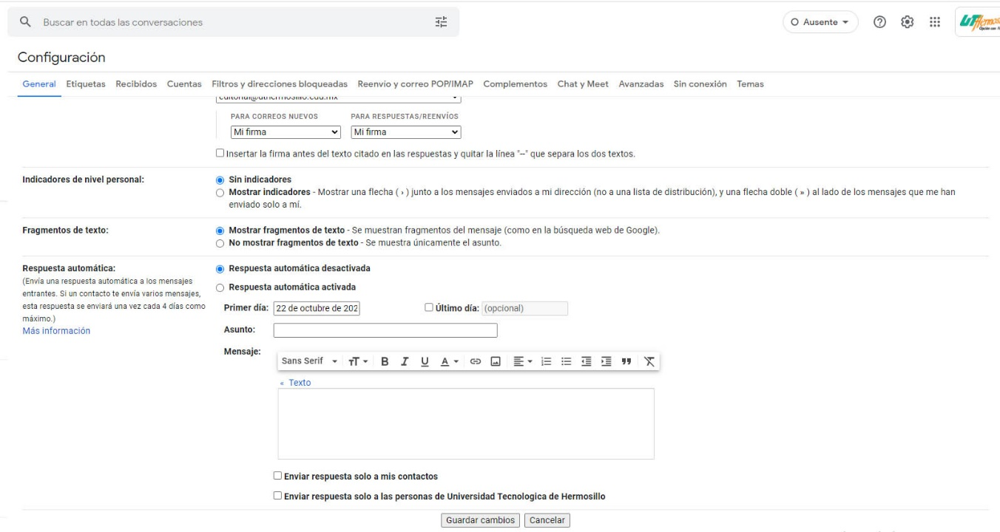 Buscar en todas las conversaciones
Ausente
Configuración
General Etiquetas Recibidos Cuentas Filtros y direcciones bloqueadas Reenvío y correo POP/IMAP Complementos Chat y Meet Avanzadas Sin conexión Temas
editorial@uthermosillo.edu.mx
PARA CORREOS NUEVOS PARA RESPUESTAS/REENVÍOS
Mi firma Mi firma
Insertar la firma antes del texto citado en las respuestas y quitar la línea "--" que separa los dos textos.
Indicadores de nivel personal: Sin indicadores
Mostrar indicadores - Mostrar una flecha ( › ) junto a los mensajes enviados a mi dirección (no a una lista de distribución), y una flecha doble ( » ) al lado de los mensajes que me han
enviado solo a mí.
Fragmentos de texto: Mostrar fragmentos de texto - Se muestran fragmentos del mensaje (como en la búsqueda web de Google).
No mostrar fragmentos de texto - Se muestra únicamente el asunto.
Respuesta automática: Respuesta automática desactivada
(Envía una respuesta automática a los mensajes
entrantes. Si un contacto te envía varios mensajes,
esta respuesta se enviará una vez cada 4 días como
máximo.)
Más información
Respuesta automática activada
Primer día: 22 de octubre de 202 Último día: (opcional)
Asunto:
Mensaje:
Sans Serif
« Texto
Enviar respuesta solo a mis contactos
Enviar respuesta solo a las personas de Universidad Tecnologica de Hermosillo
Guardar cambios Cancelar